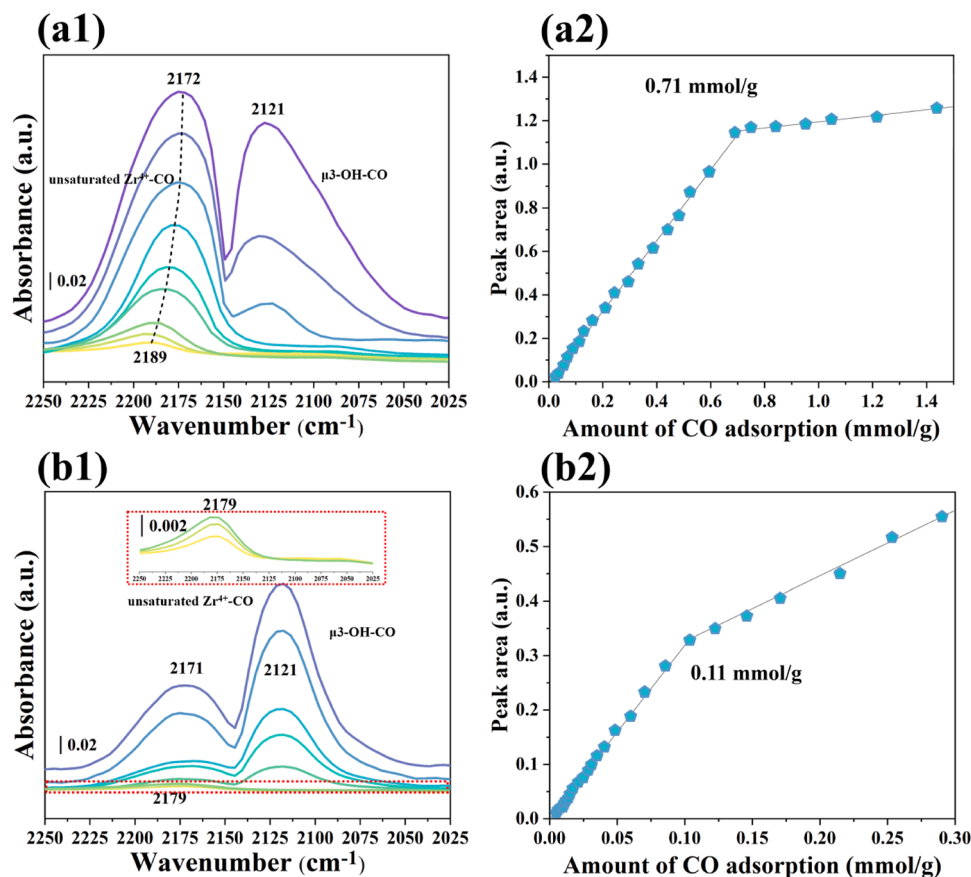 (a1)
2172
2121
unsaturated Zr⁴⁺-CO
μ3-OH-CO
0.02
2189
Absorbance (a.u.)
2250 2225 2200 2175 2150 2125 2100 2075 2050 2025
Wavenumber (cm⁻¹)
(a2)
0.71 mmol/g
Peak area (a.u.)
1.4
1.2
1.0
0.8
0.6
0.4
0.2
0.0
0.0 0.2 0.4 0.6 0.8 1.0 1.2 1.4
Amount of CO adsorption (mmol/g)
(b1)
2179
0.002
2250 2225 2200 2175 2150 2125 2100 2075 2050 2025
unsaturated Zr⁴⁺-CO
μ3-OH-CO
2171
2121
0.02
2179
Absorbance (a.u.)
2250 2225 2200 2175 2150 2125 2100 2075 2050 2025
Wavenumber (cm⁻¹)
(b2)
0.11 mmol/g
Peak area (a.u.)
0.6
0.5
0.4
0.3
0.2
0.1
0.0
0.00 0.05 0.10 0.15 0.20 0.25 0.30
Amount of CO adsorption (mmol/g)